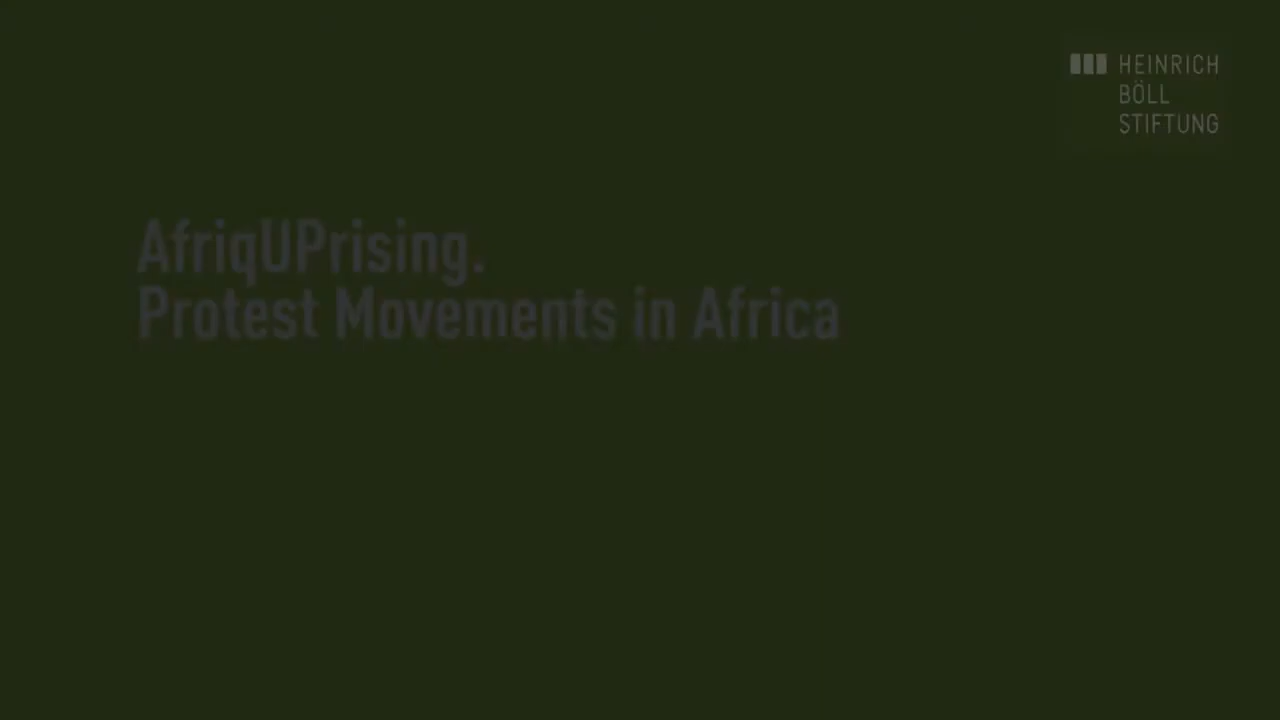 HEINRICH
BÖLL
STIFTUNG
AfriqUPrising.
Protest Movements in Africa